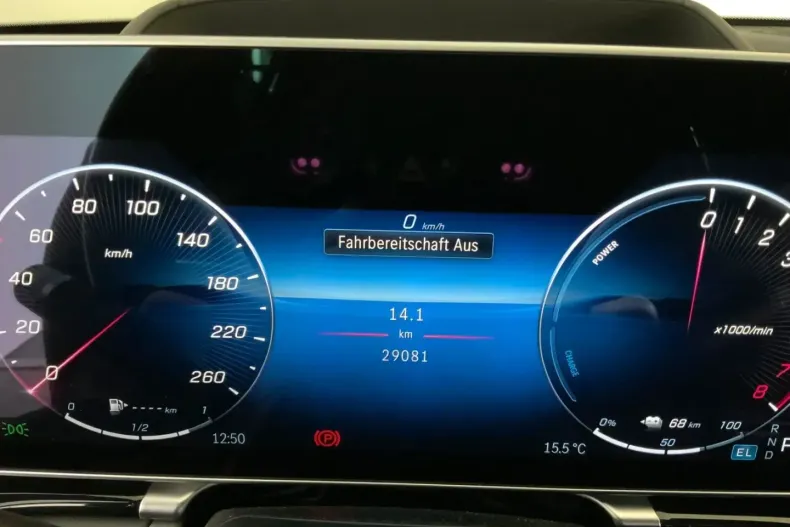 0 km/h
Fahrbereitschaft Aus
14.1
km
29081
0
20
40
60
80
100
140
180
220
260
km/h
0 1/2 1
----- km
12:50
P
15.5 °C
0 1 2 3
7
8
x1000/min
POWER
CHARGE
0% 50 100
68 km
EL
R
N
D
P